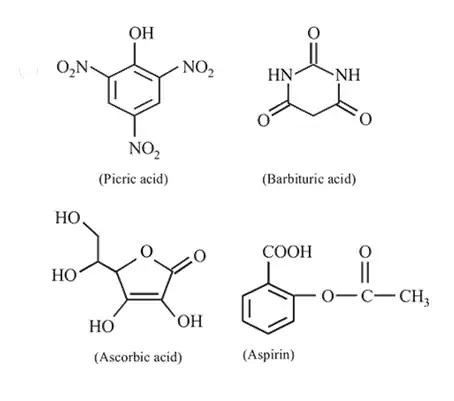 OH
O2N NO2
NO2
(Picric acid)
O
HN NH
O O
(Barbituric acid)
HO
HO
O O
HO OH
(Ascorbic acid)
COOH O
O — C — CH3
(Aspirin)